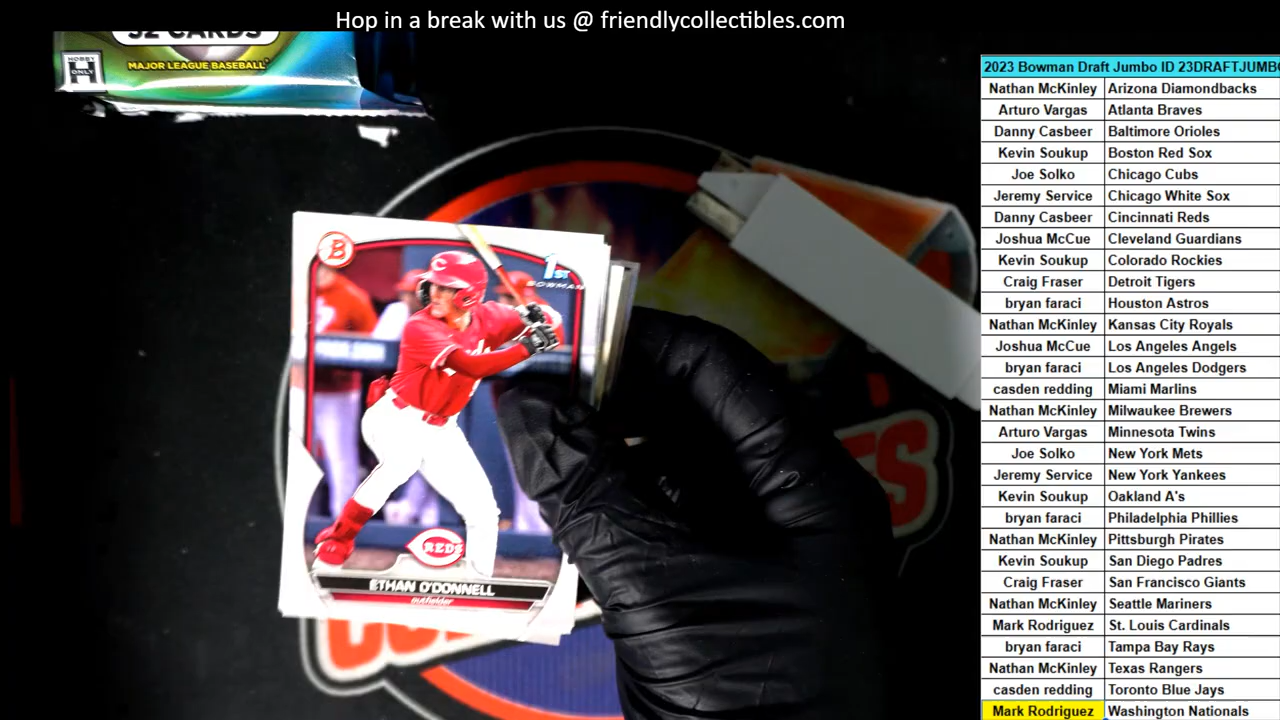 Hop in a break with us @ friendlycollectibles.com
52 CARDS
HOBBY
H
ONLY
MAJOR LEAGUE BASEBALL
B
1ST
BOWMAN
C
REDS
ETHAN O'DONNELL
outfielder
2023 Bowman Draft Jumbo ID 23DRAFTJUMBO
Nathan McKinley Arizona Diamondbacks
Arturo Vargas Atlanta Braves
Danny Casbeer Baltimore Orioles
Kevin Soukup Boston Red Sox
Joe Solko Chicago Cubs
Jeremy Service Chicago White Sox
Danny Casbeer Cincinnati Reds
Joshua McCue Cleveland Guardians
Kevin Soukup Colorado Rockies
Craig Fraser Detroit Tigers
bryan faraci Houston Astros
Nathan McKinley Kansas City Royals
Joshua McCue Los Angeles Angels
bryan faraci Los Angeles Dodgers
casden redding Miami Marlins
Nathan McKinley Milwaukee Brewers
Arturo Vargas Minnesota Twins
Joe Solko New York Mets
Jeremy Service New York Yankees
Kevin Soukup Oakland A's
bryan faraci Philadelphia Phillies
Nathan McKinley Pittsburgh Pirates
Kevin Soukup San Diego Padres
Craig Fraser San Francisco Giants
Nathan McKinley Seattle Mariners
Mark Rodriguez St. Louis Cardinals
bryan faraci Tampa Bay Rays
Nathan McKinley Texas Rangers
casden redding Toronto Blue Jays
Mark Rodriguez Washington Nationals